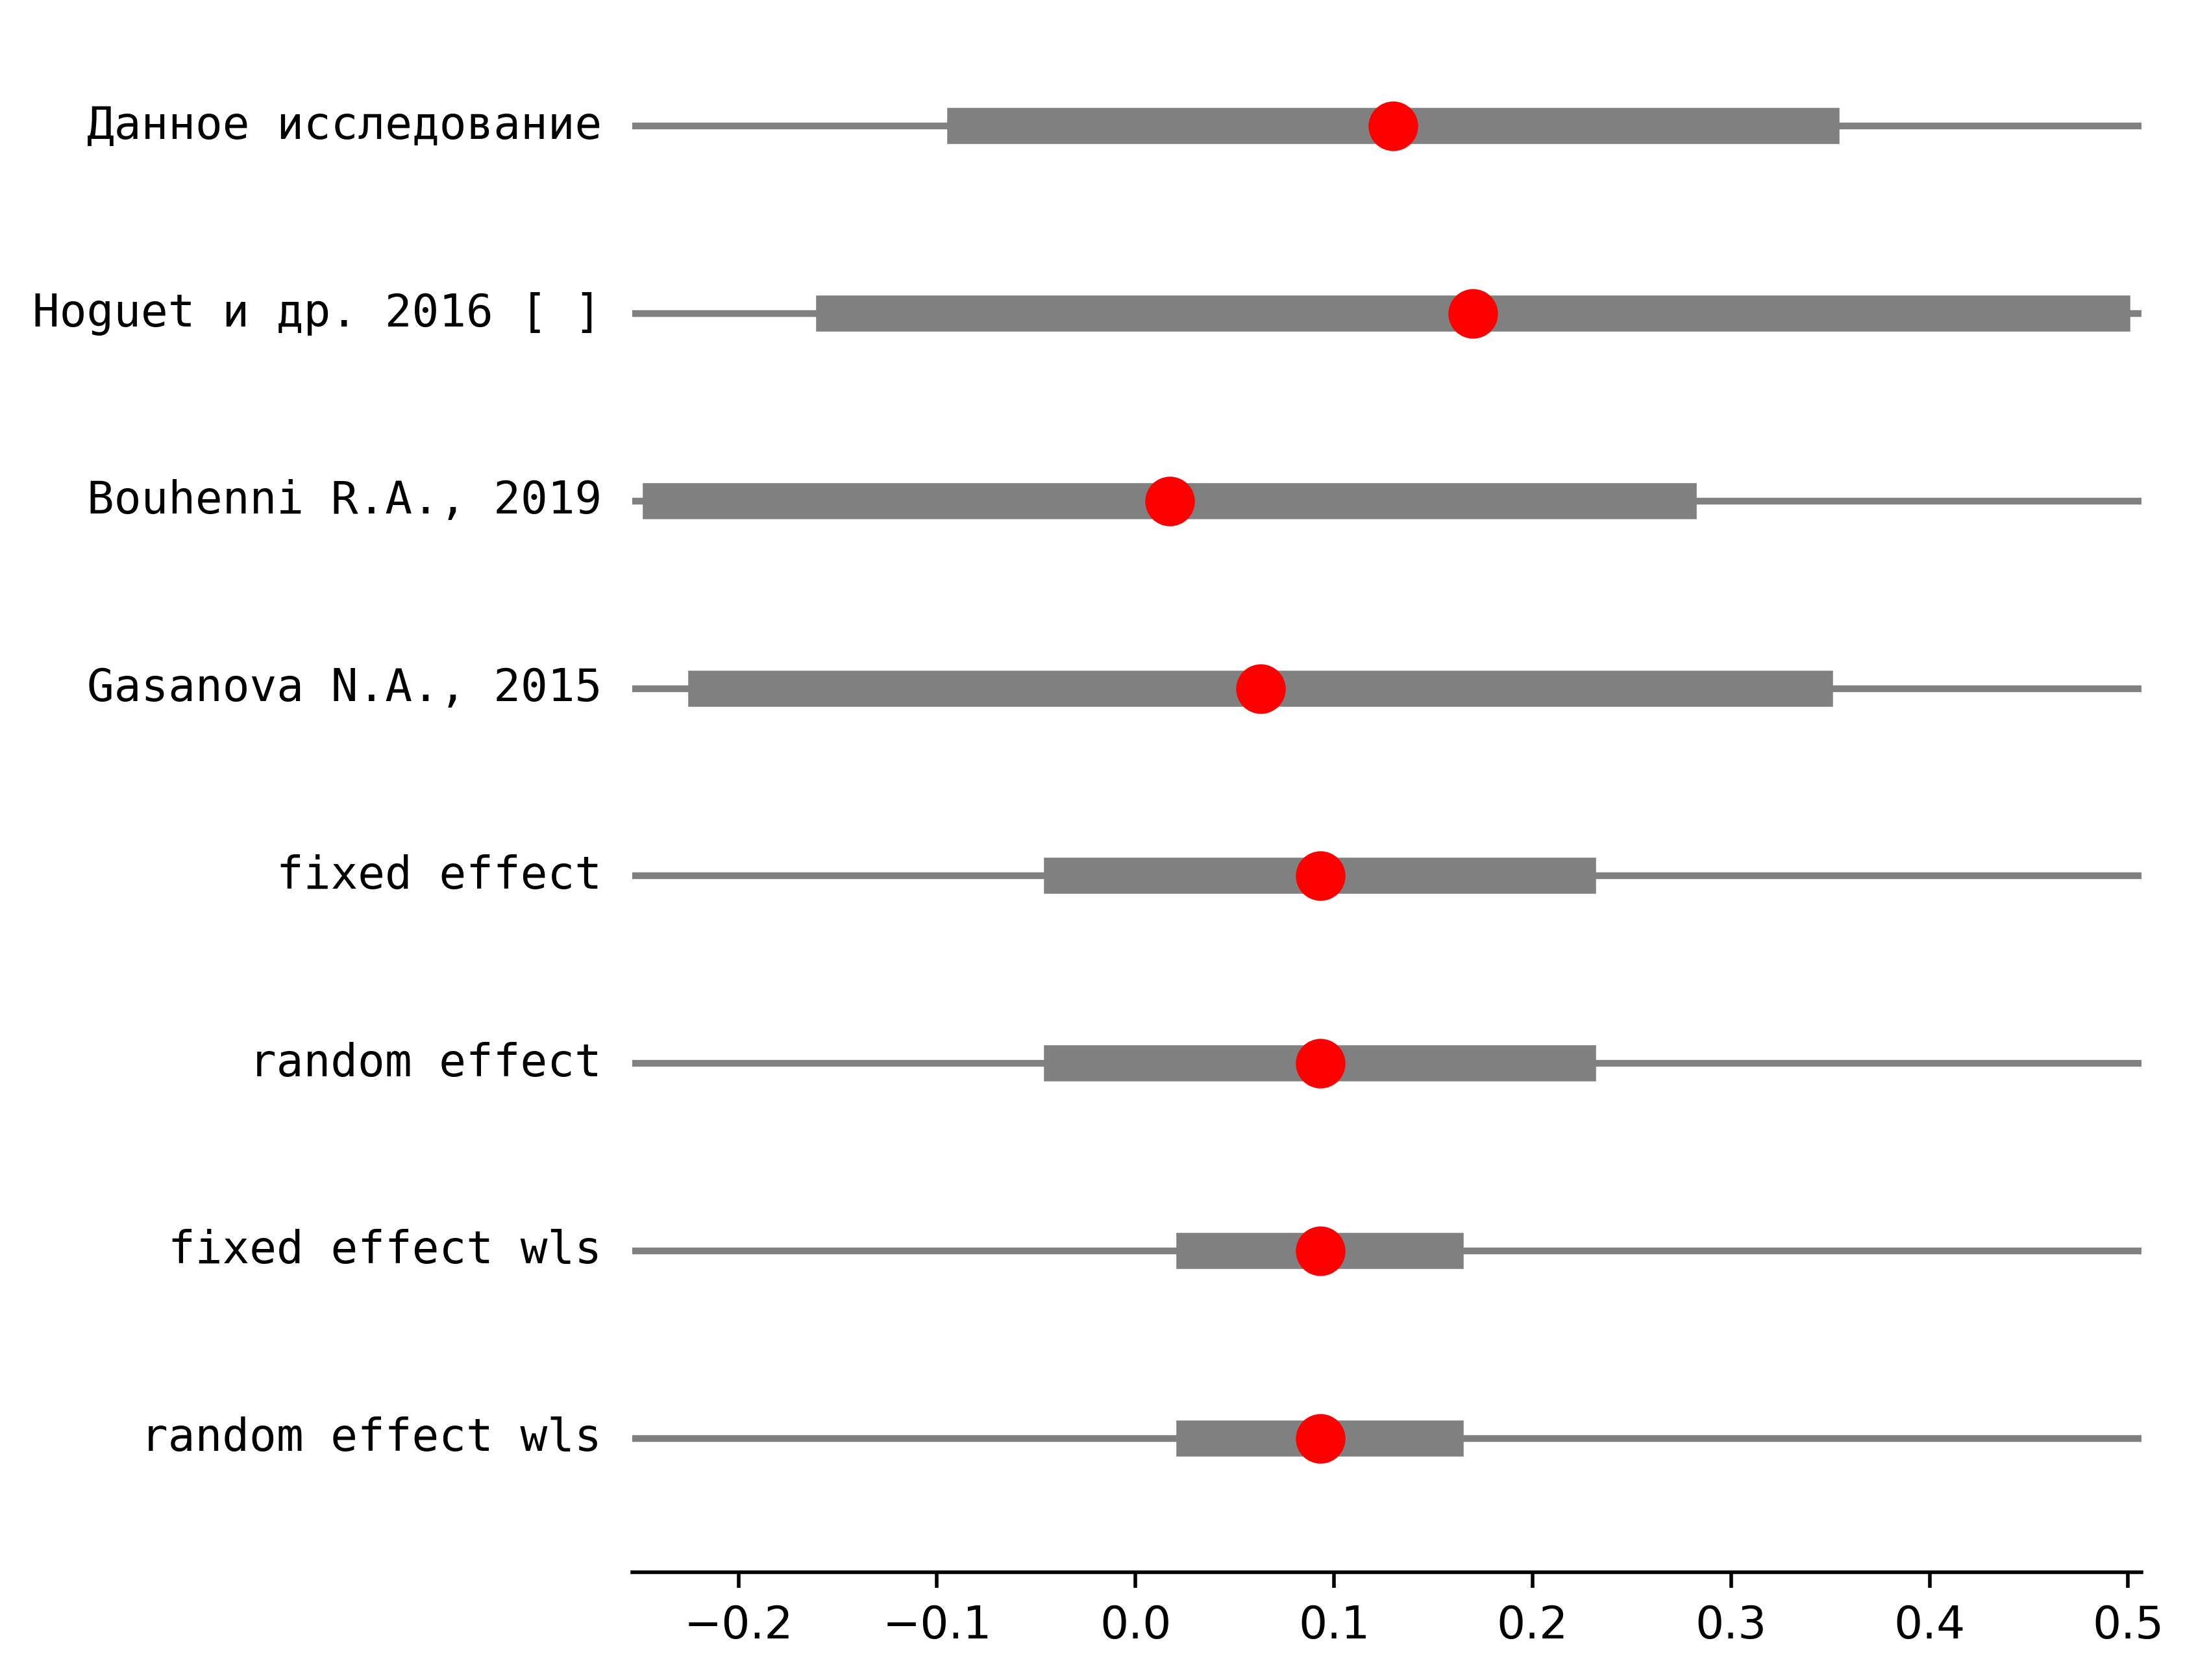 Данное исследование
Hoguet и др. 2016 [ ]
Bouhenni R.A., 2019
Gasanova N.A., 2015
fixed effect
random effect
fixed effect wls
random effect wls
−0.2 −0.1 0.0 0.1 0.2 0.3 0.4 0.5